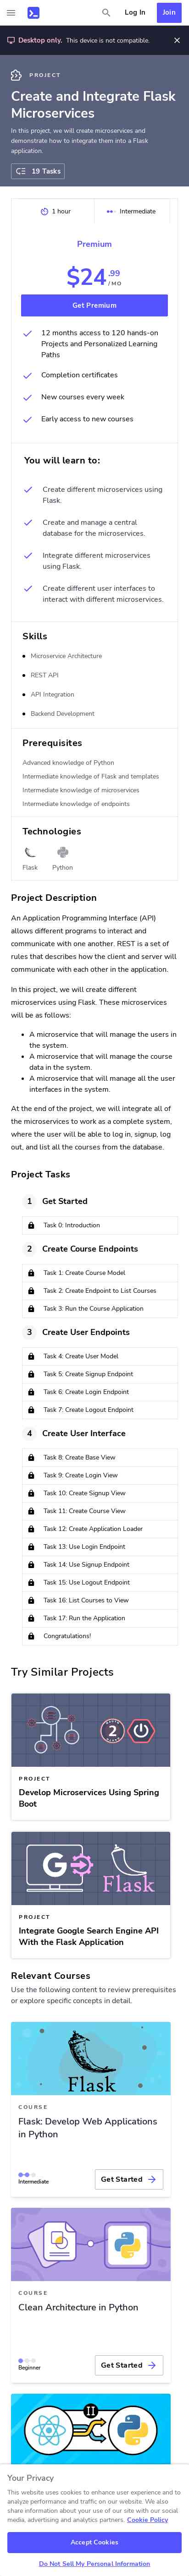 Log In
Join
Desktop only. This device is not compatible.
PROJECT
Create and Integrate Flask
Microservices
In this project, we will create microservices and
demonstrate how to integrate them into a Flask
application.
19 Tasks
1 hour
Intermediate
Premium
$24.99
/MO
Get Premium
12 months access to 120 hands-on
Projects and Personalized Learning
Paths
Completion certificates
New courses every week
Early access to new courses
You will learn to:
Create different microservices using
Flask.
Create and manage a central
database for the microservices.
Integrate different microservices
using Flask.
Create different user interfaces to
interact with different microservices.
Skills
Microservice Architecture
REST API
API Integration
Backend Development
Prerequisites
Advanced knowledge of Python
Intermediate knowledge of Flask and templates
Intermediate knowledge of microservices
Intermediate knowledge of endpoints
Technologies
Flask
Python
Project Description
An Application Programming Interface (API)
allows different programs to interact and
communicate with one another. REST is a set of
rules that describes how the client and server will
communicate with each other in the application.
In this project, we will create different
microservices using Flask. These microservices
will be as follows:
A microservice that will manage the users in
the system.
A microservice that will manage the course
data in the system.
A microservice that will manage all the user
interfaces in the system.
At the end of the project, we will integrate all of
the microservices to work as a complete system,
where the user will be able to log in, signup, log
out, and list all the courses from the database.
Project Tasks
1 Get Started
Task 0: Introduction
2 Create Course Endpoints
Task 1: Create Course Model
Task 2: Create Endpoint to List Courses
Task 3: Run the Course Application
3 Create User Endpoints
Task 4: Create User Model
Task 5: Create Signup Endpoint
Task 6: Create Login Endpoint
Task 7: Create Logout Endpoint
4 Create User Interface
Task 8: Create Base View
Task 9: Create Login View
Task 10: Create Signup View
Task 11: Create Course View
Task 12: Create Application Loader
Task 13: Use Login Endpoint
Task 14: Use Signup Endpoint
Task 15: Use Logout Endpoint
Task 16: List Courses to View
Task 17: Run the Application
Congratulations!
Try Similar Projects
2
PROJECT
Develop Microservices Using Spring
Boot
G
Flask
PROJECT
Integrate Google Search Engine API
With the Flask Application
Relevant Courses
Use the following content to review prerequisites
or explore specific concepts in detail.
Flask
COURSE
Flask: Develop Web Applications
in Python
Intermediate
Get Started
COURSE
Clean Architecture in Python
Beginner
Get Started
Your Privacy
This website uses cookies to enhance user experience and to
analyze performance and traffic on our website. We also
share information about your use of our site with our social
media, advertising and analytics partners. Cookie Policy
Accept Cookies
Do Not Sell My Personal Information